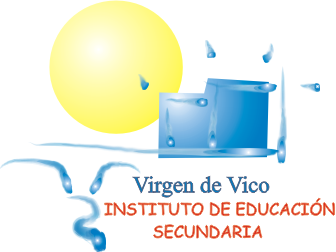 Virgen de Vico
INSTITUTO DE EDUCACIÓN
SECUNDARIA